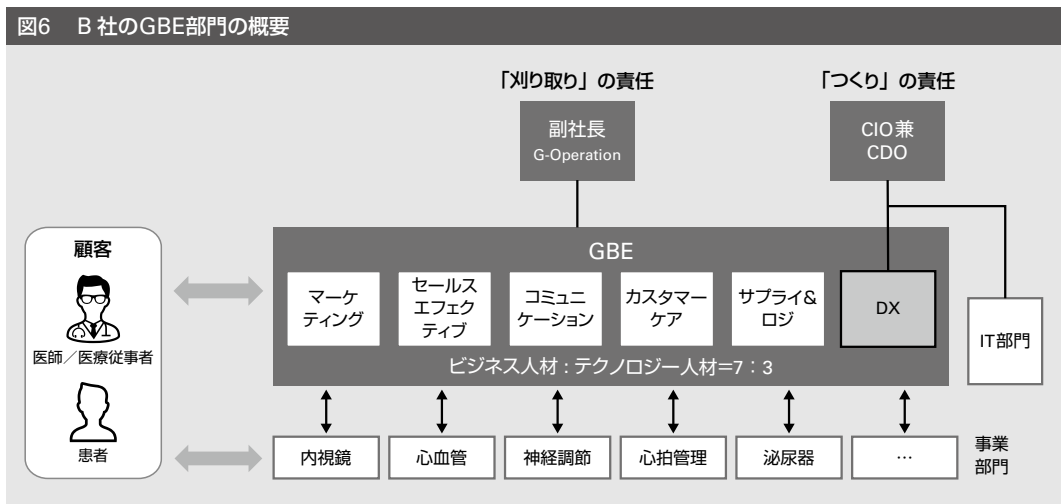 図6 B社のGBE部門の概要
「刈り取り」の責任
「つくり」の責任
副社長
G-Operation
CIO兼
CDO
顧客
医師／医療従事者
患者
GBE
マーケ
ティング
セールス
エフェク
ティブ
コミュニ
ケーション
カスタマー
ケア
サプライ&
ロジ
DX
ビジネス人材：テクノロジー人材=7：3
IT部門
内視鏡
心血管
神経調節
心拍管理
泌尿器
…
事業
部門